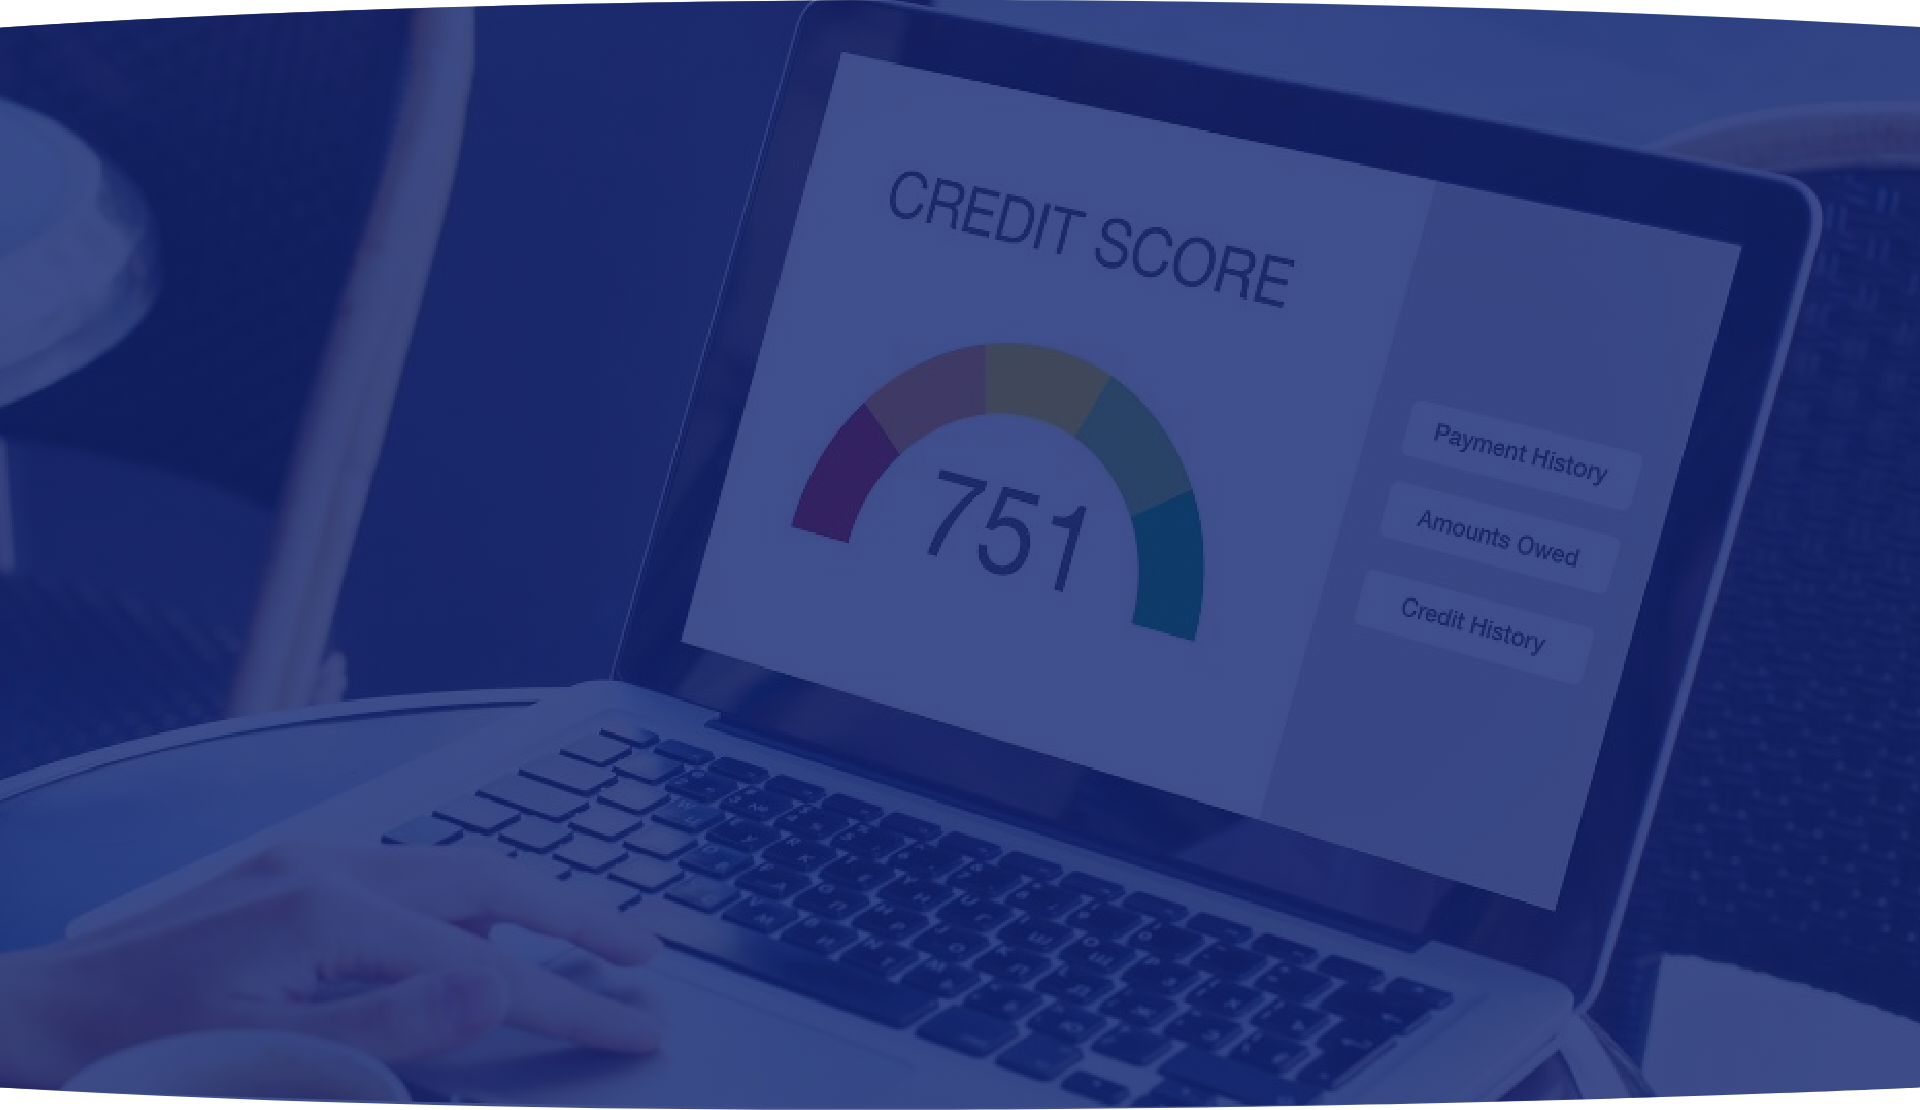 CREDIT SCORE
751
Payment History
Amounts Owed
Credit History